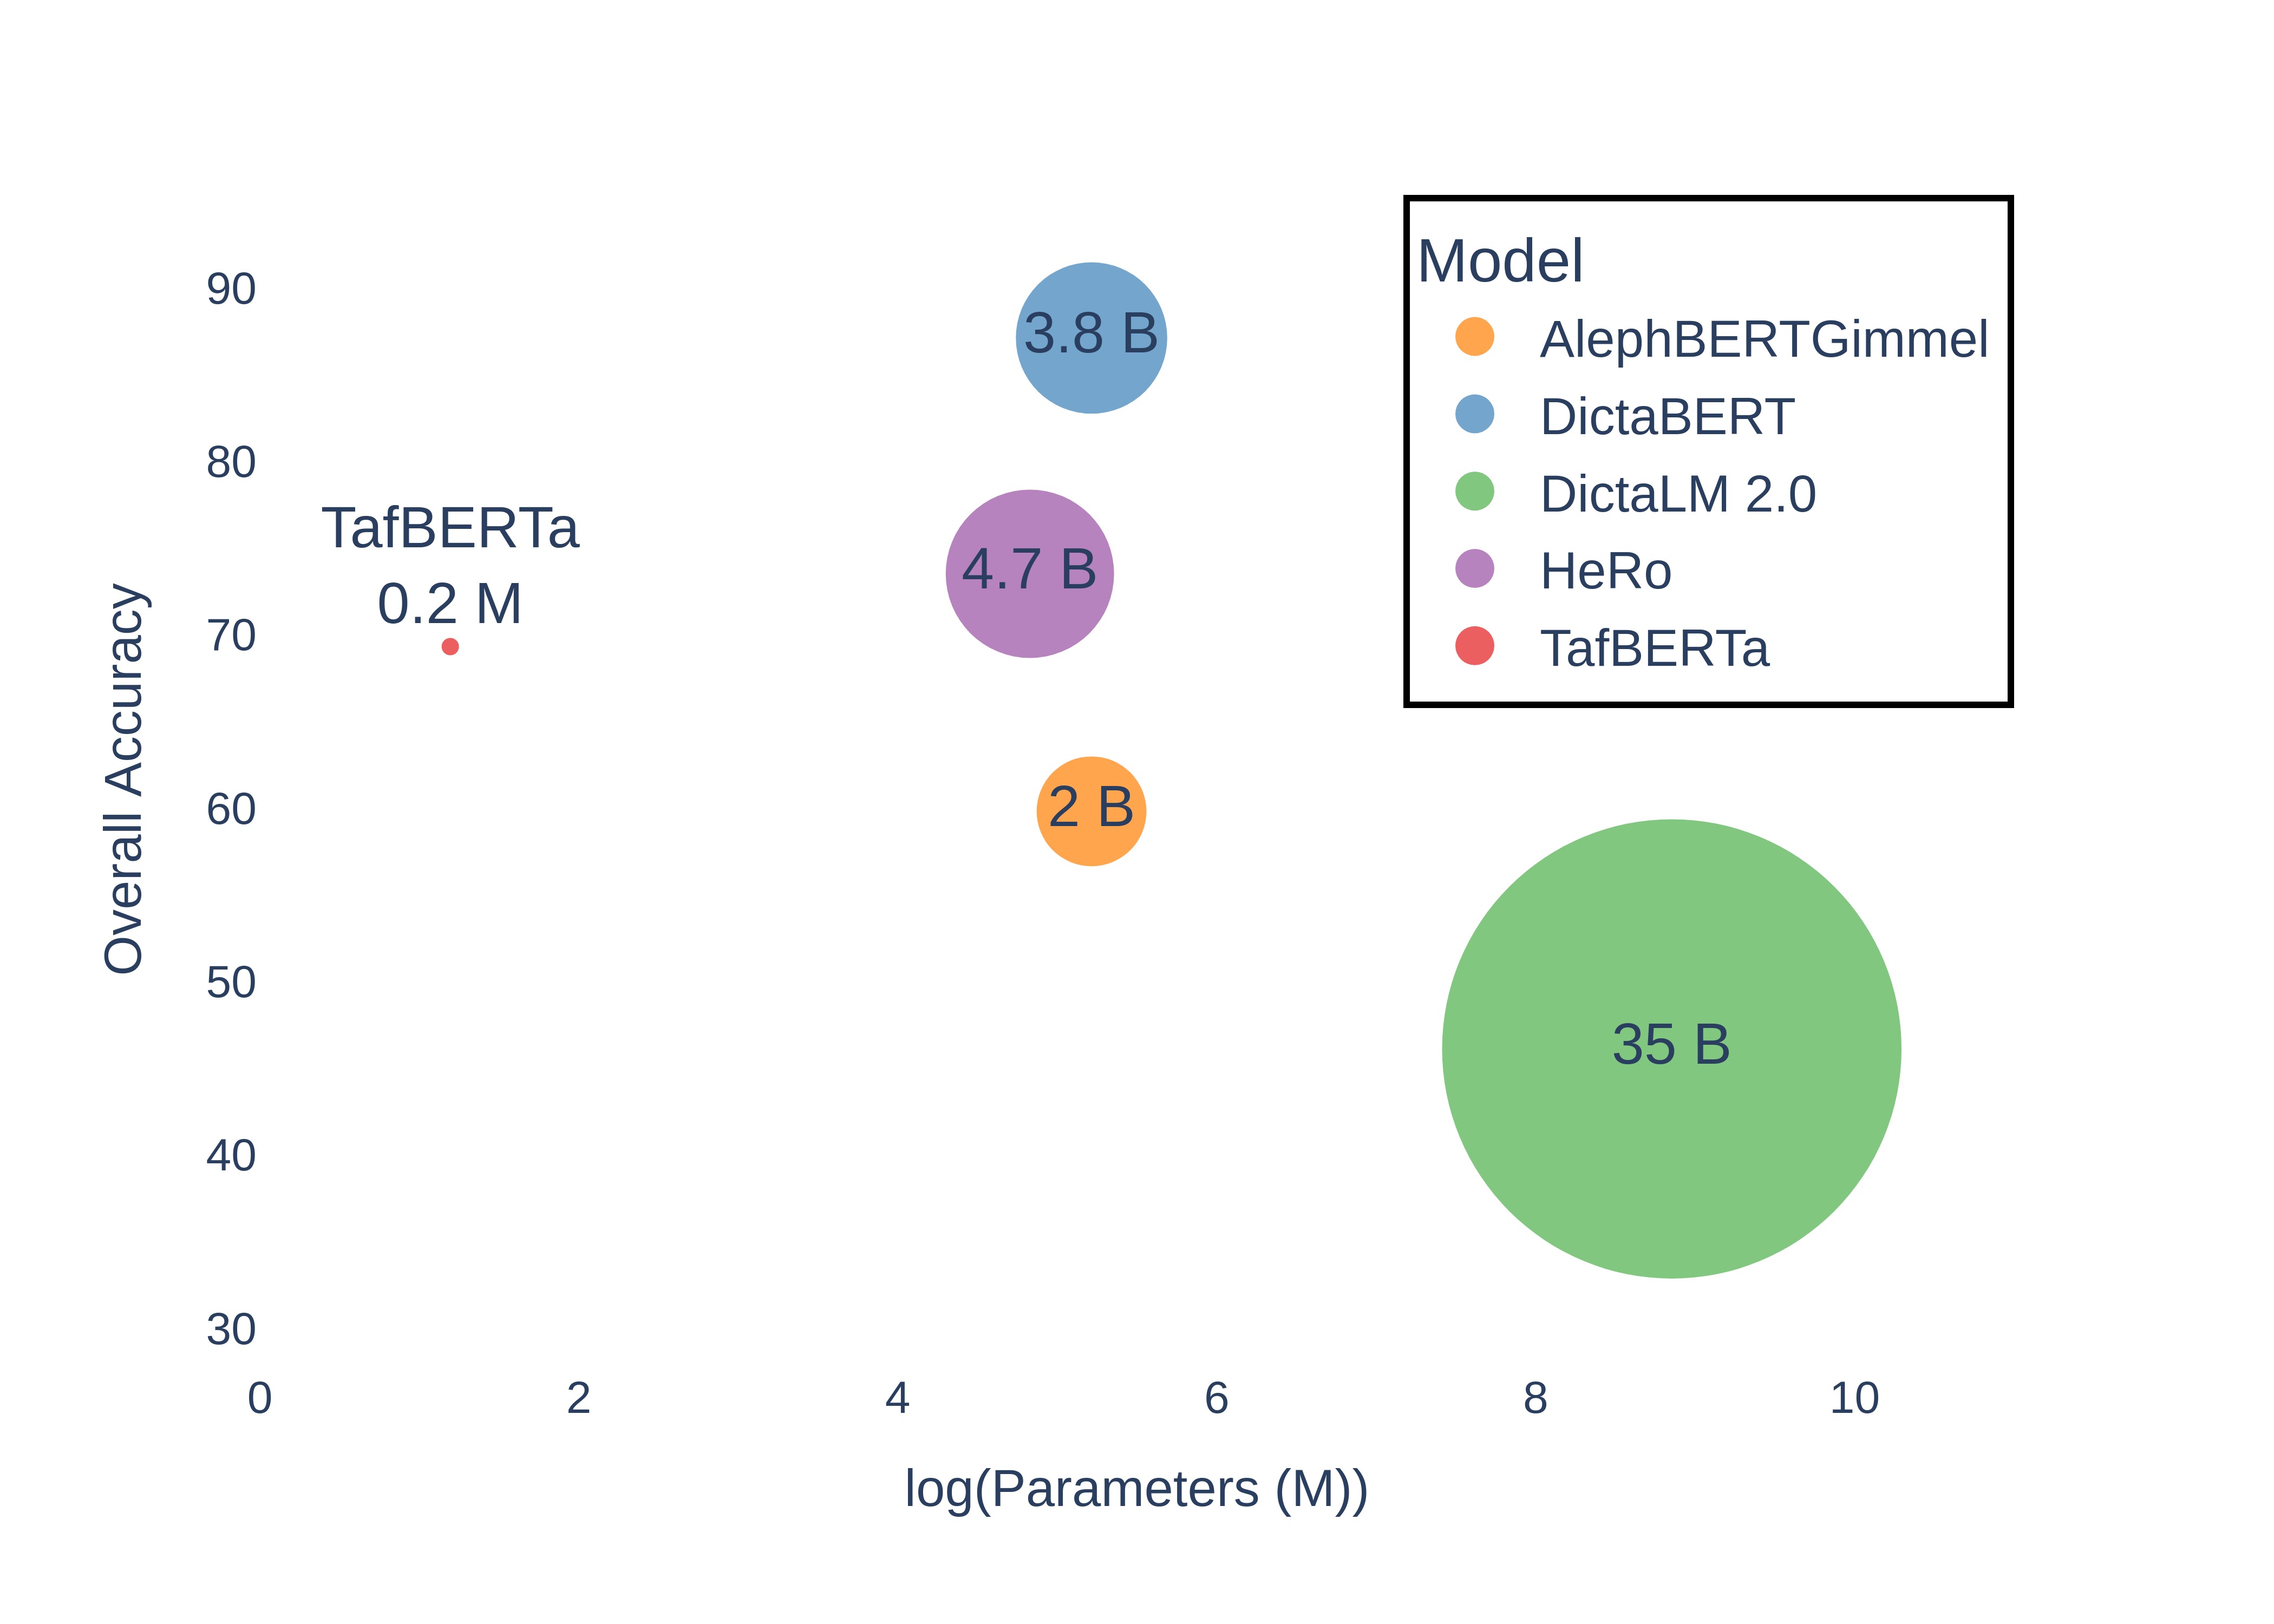 Model
AlephBERTGimmel
DictaBERT
DictaLM 2.0
HeRo
TafBERTa
90
80
70
60
50
40
30
Overall Accuracy
3.8 B
TafBERTa
0.2 M
4.7 B
2 B
35 B
0 2 4 6 8 10
log(Parameters (M))